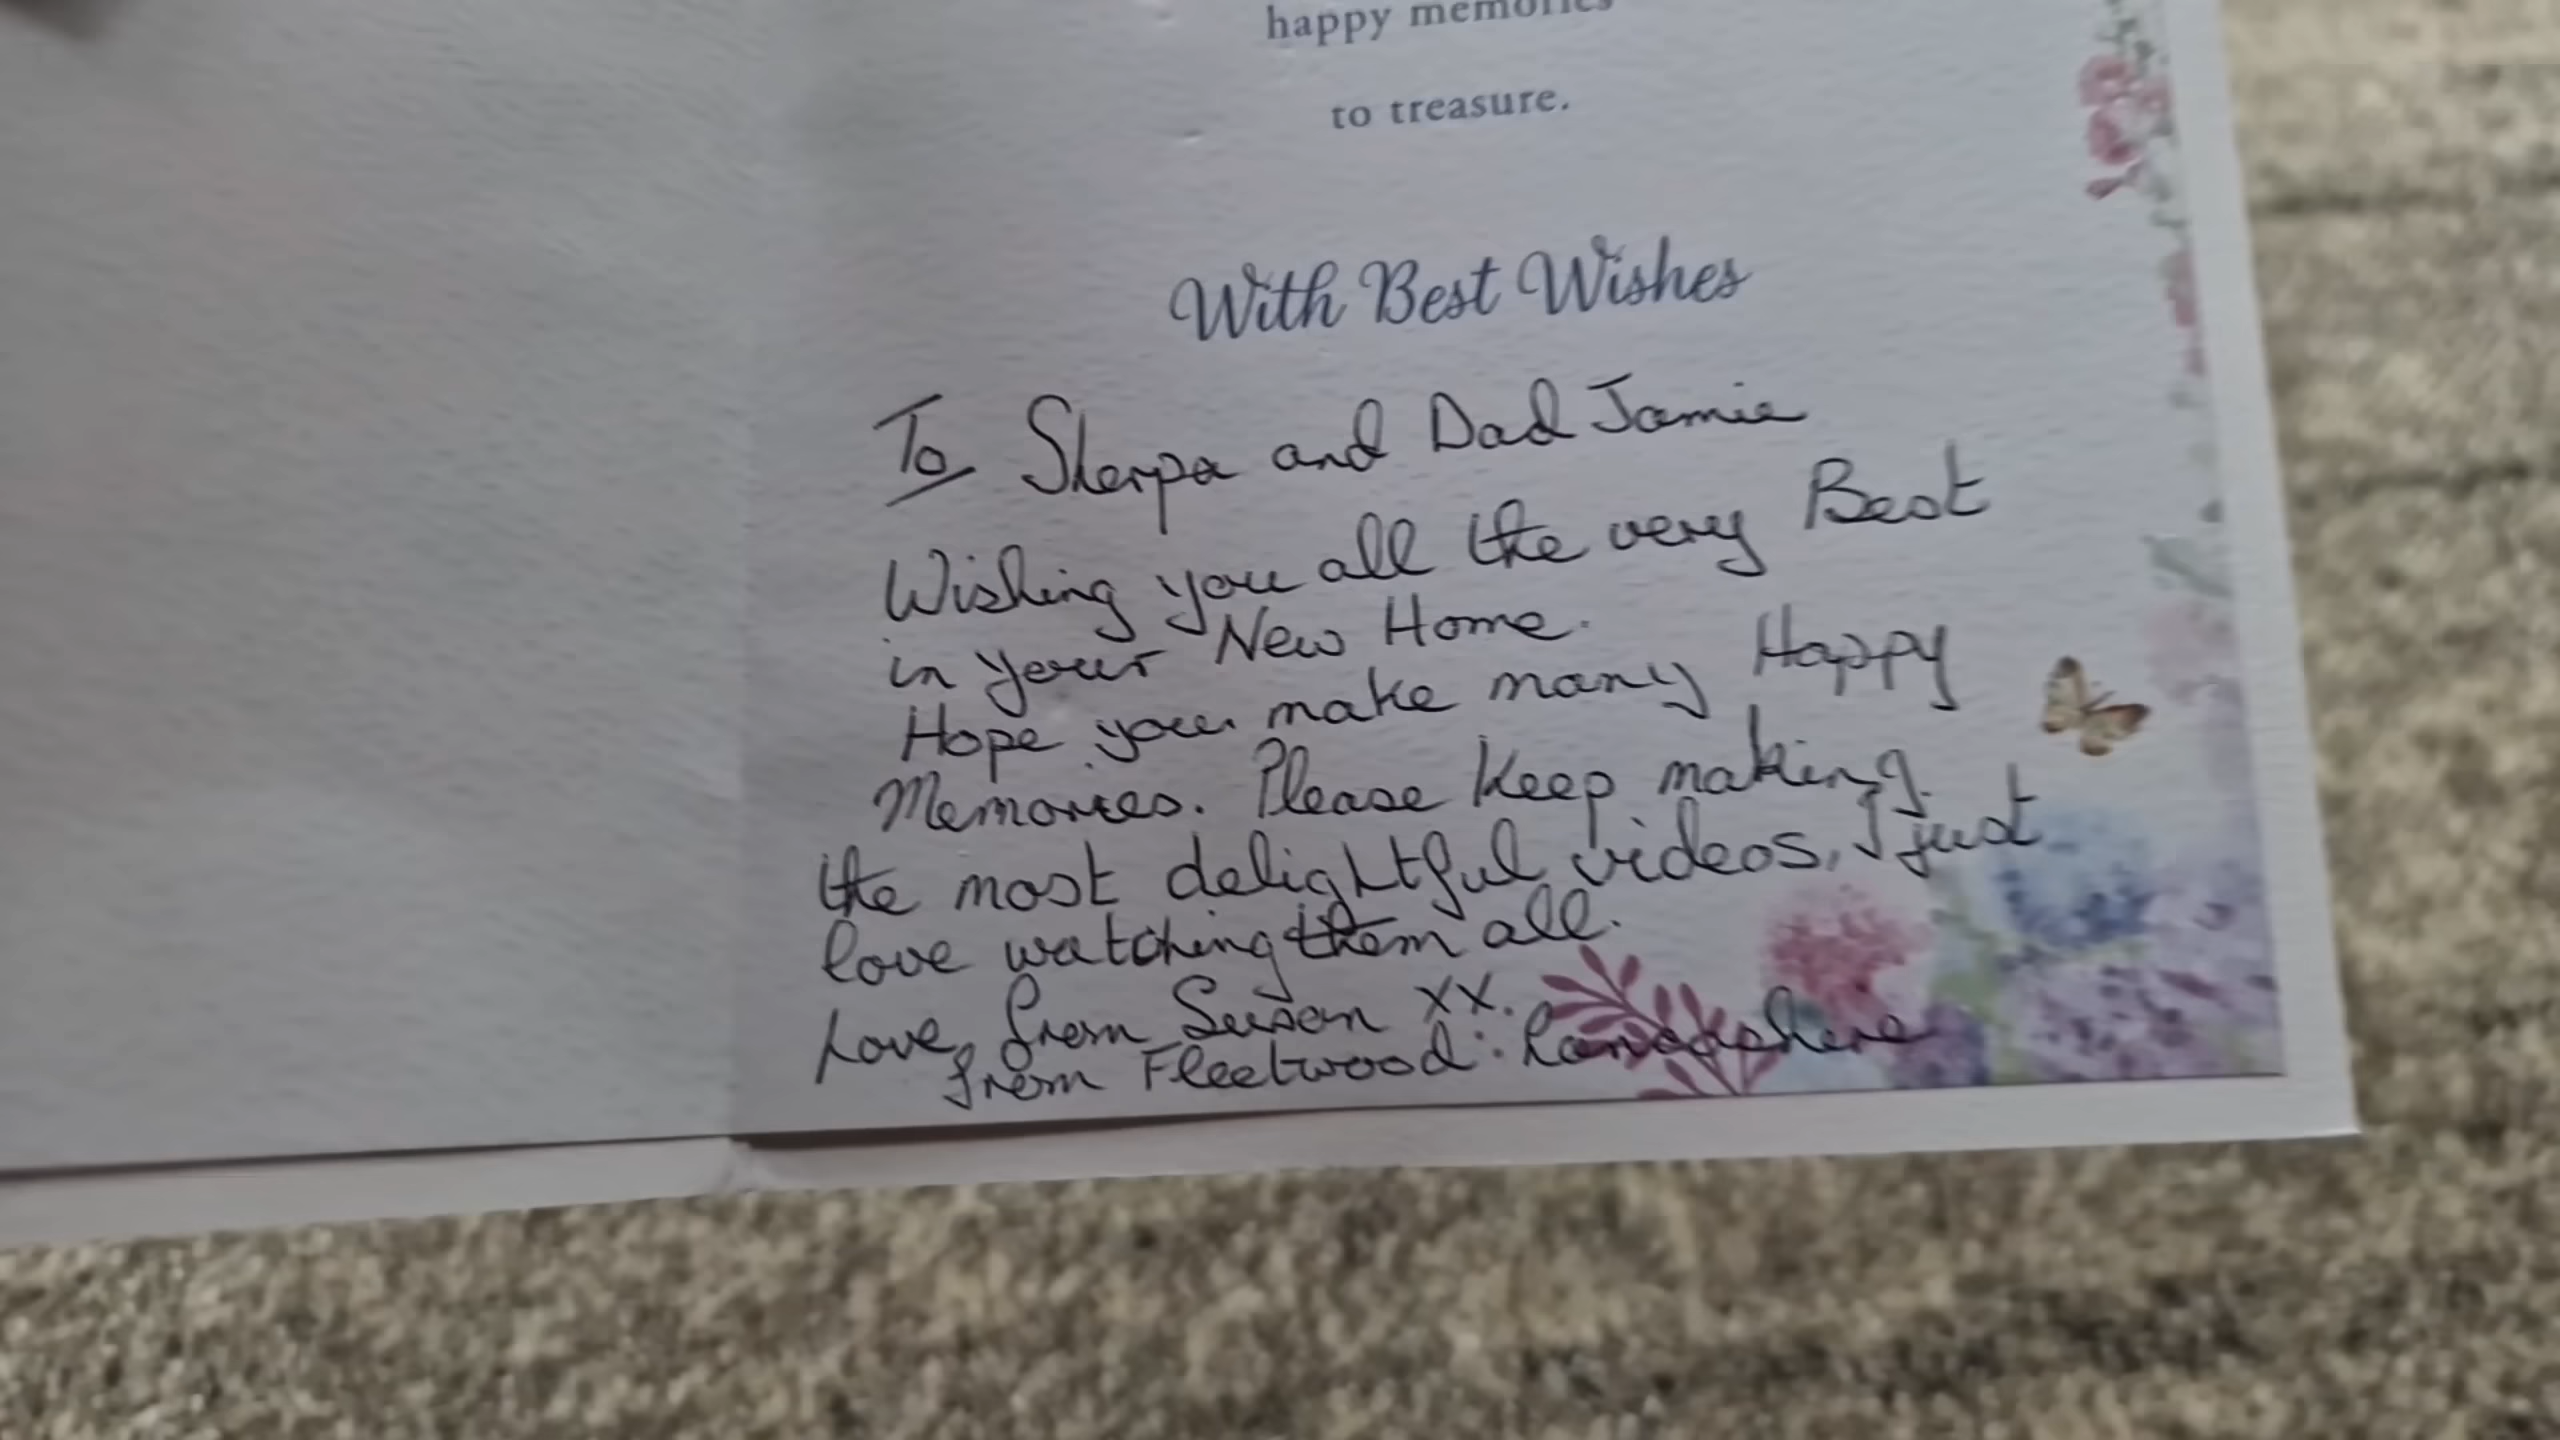 happy memories
to treasure.
With Best Wishes
To Sherpa and Dad Jamie
Wishing you all the very Best
in your New Home.
Hope you make many Happy
Memories. Please Keep making
the most delightful videos, I just
love watching them all.
Love from Susan xx.
from Fleetwood: Lancashire